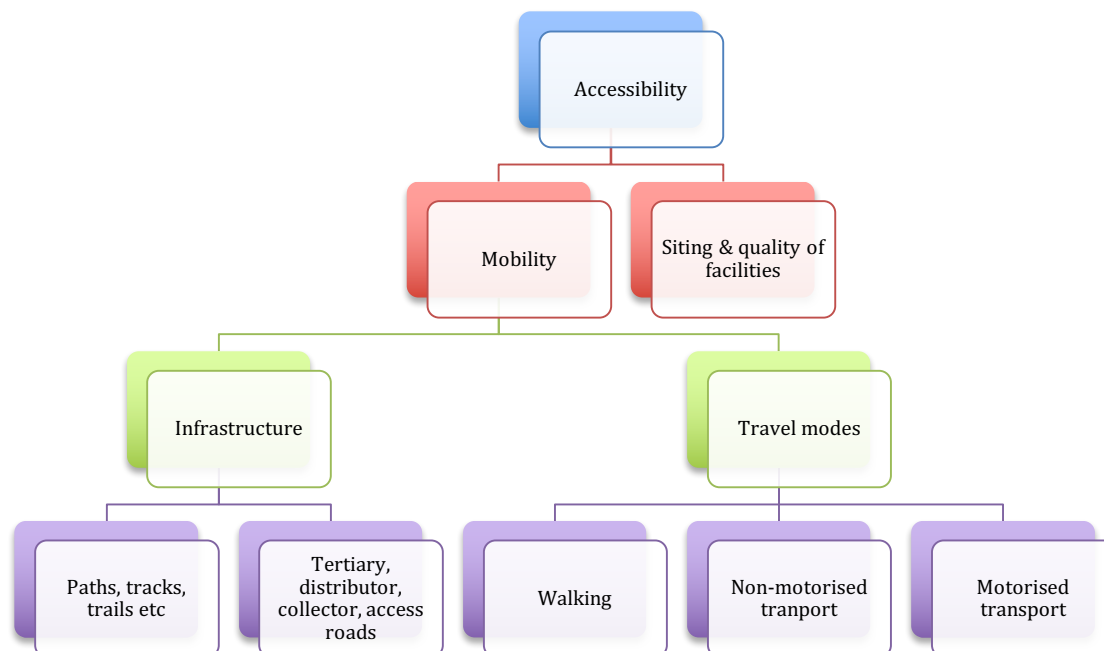 Accessibility
Mobility
Siting & quality of
facilities
Infrastructure
Travel modes
Paths, tracks,
trails etc
Tertiary,
distributor,
collector, access
roads
Walking
Non-motorised
tranport
Motorised
transport